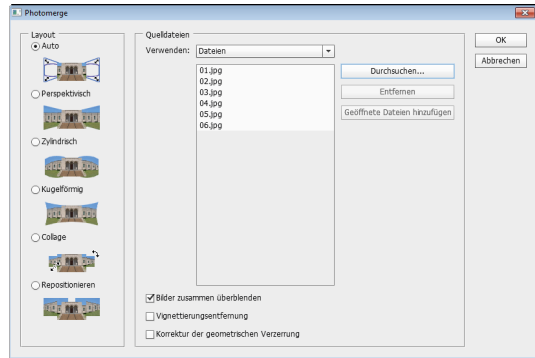 Photomerge
Layout
Auto
Perspektivisch
Zylindrisch
Kugelförmig
Collage
Repositionieren
Quelldateien
Verwenden: Dateien
01.jpg
02.jpg
03.jpg
04.jpg
05.jpg
06.jpg
Durchsuchen...
Entfernen
Geöffnete Dateien hinzufügen
Bilder zusammen überblenden
Vignettierungsentfernung
Korrektur der geometrischen Verzerrung
OK
Abbrechen